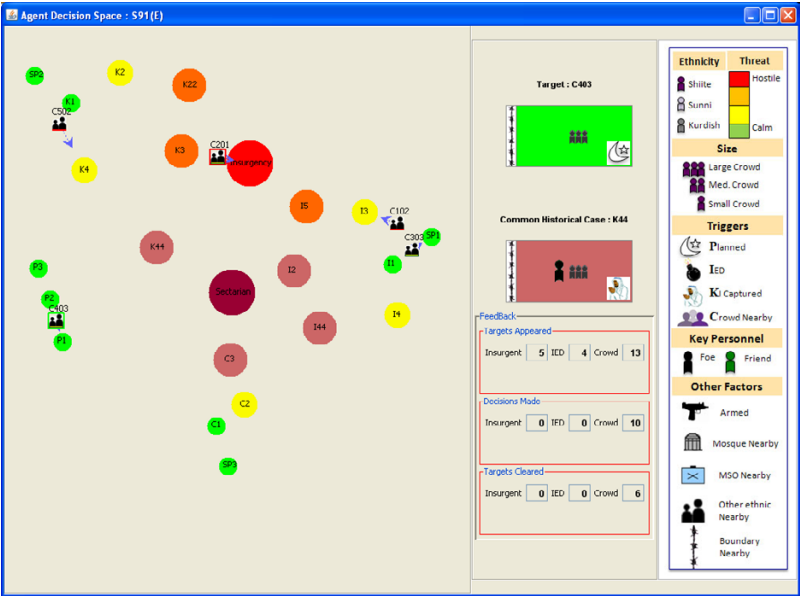 Agent Decision Space : S91(E)
SP2
K2
K22
K1
C502
K4
K3
C201
Insurgency
I5
I3
C102
C303
SP1
I1
K44
I2
Sectarian
I4
I44
P3
P2
C403
P1
C3
C2
C1
SP3
Target : C403
Common Historical Case : K44
FeedBack
Targets Appeared
Insurgent 5 IED 4 Crowd 13
Decisions Made
Insurgent 0 IED 0 Crowd 10
Targets Cleared
Insurgent 0 IED 0 Crowd 6
Ethnicity Threat
Shiite Hostile
Sunni
Kurdish Calm
Size
Large Crowd
Med. Crowd
Small Crowd
Triggers
Planned
IED
KI Captured
Crowd Nearby
Key Personnel
Foe Friend
Other Factors
Armed
Mosque Nearby
MSO Nearby
Other ethnic
Nearby
Boundary
Nearby